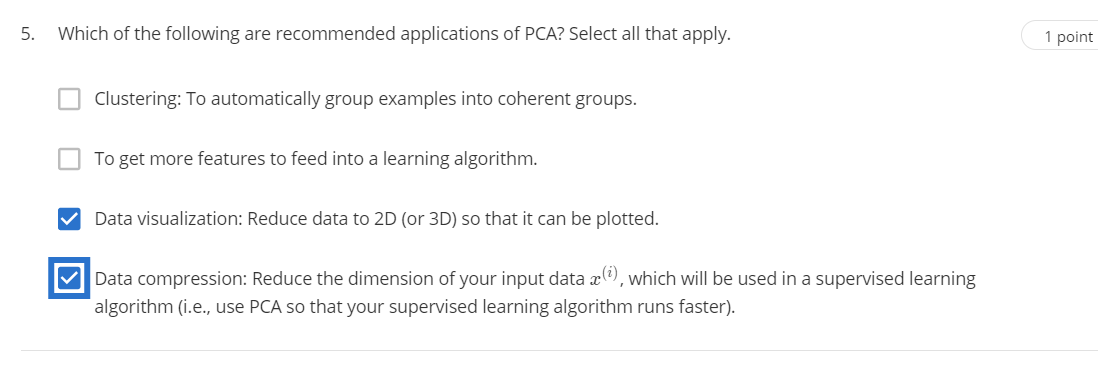 5. Which of the following are recommended applications of PCA? Select all that apply.
1 point
Clustering: To automatically group examples into coherent groups.
To get more features to feed into a learning algorithm.
Data visualization: Reduce data to 2D (or 3D) so that it can be plotted.
Data compression: Reduce the dimension of your input data x^(i), which will be used in a supervised learning
algorithm (i.e., use PCA so that your supervised learning algorithm runs faster).